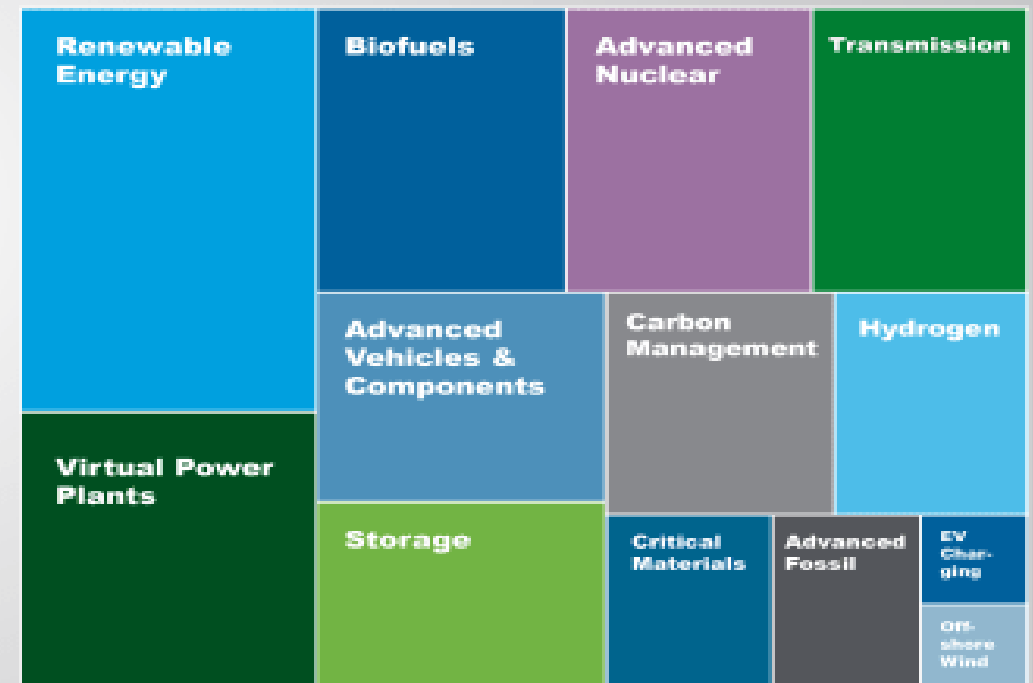 Renewable
Energy
Biofuels
Advanced
Nuclear
Transmission
Advanced
Vehicles &
Components
Carbon
Management
Hydrogen
Virtual Power
Plants
Storage
Critical
Materials
Advanced
Fossil
EV
Char-
ging
Off-
shore
Wind